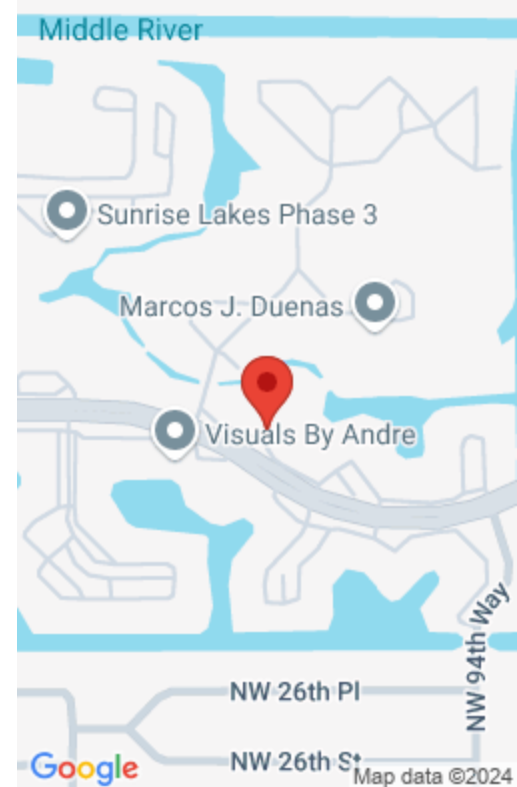 Middle River
Sunrise Lakes Phase 3
Marcos J. Duenas
Visuals By Andre
NW 94th Way
NW 26th Pl
NW 26th St
Google
Map data ©2024